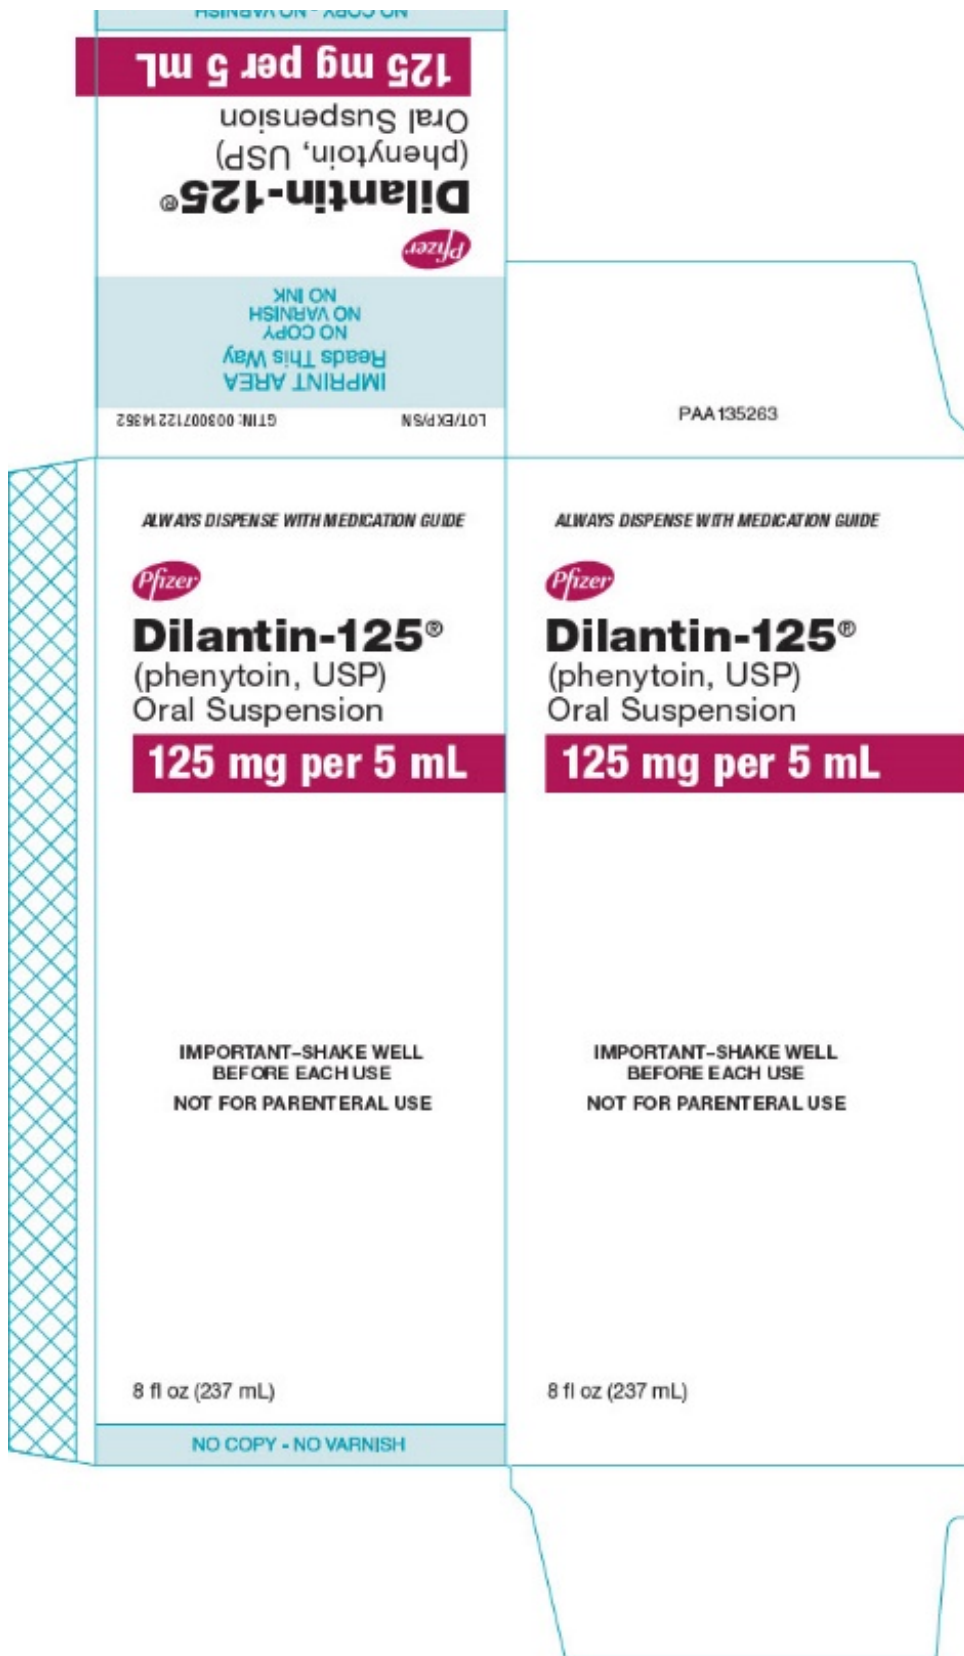 NO COPY - NO VARNISH
125 mg per 5 mL
Oral Suspension
(phenytoin, USP)
Dilantin-125®
Pfizer
NO INK
NO VARNISH
NO COPY
Reads This Way
IMPRINT AREA
LOT/EXP/SN GTIN: 00300712214362
PAA135263
ALWAYS DISPENSE WITH MEDICATION GUIDE
Pfizer
Dilantin-125®
(phenytoin, USP)
Oral Suspension
125 mg per 5 mL
IMPORTANT–SHAKE WELL
BEFORE EACH USE
NOT FOR PARENTERAL USE
8 fl oz (237 mL)
NO COPY - NO VARNISH
ALWAYS DISPENSE WITH MEDICATION GUIDE
Pfizer
Dilantin-125®
(phenytoin, USP)
Oral Suspension
125 mg per 5 mL
IMPORTANT–SHAKE WELL
BEFORE EACH USE
NOT FOR PARENTERAL USE
8 fl oz (237 mL)